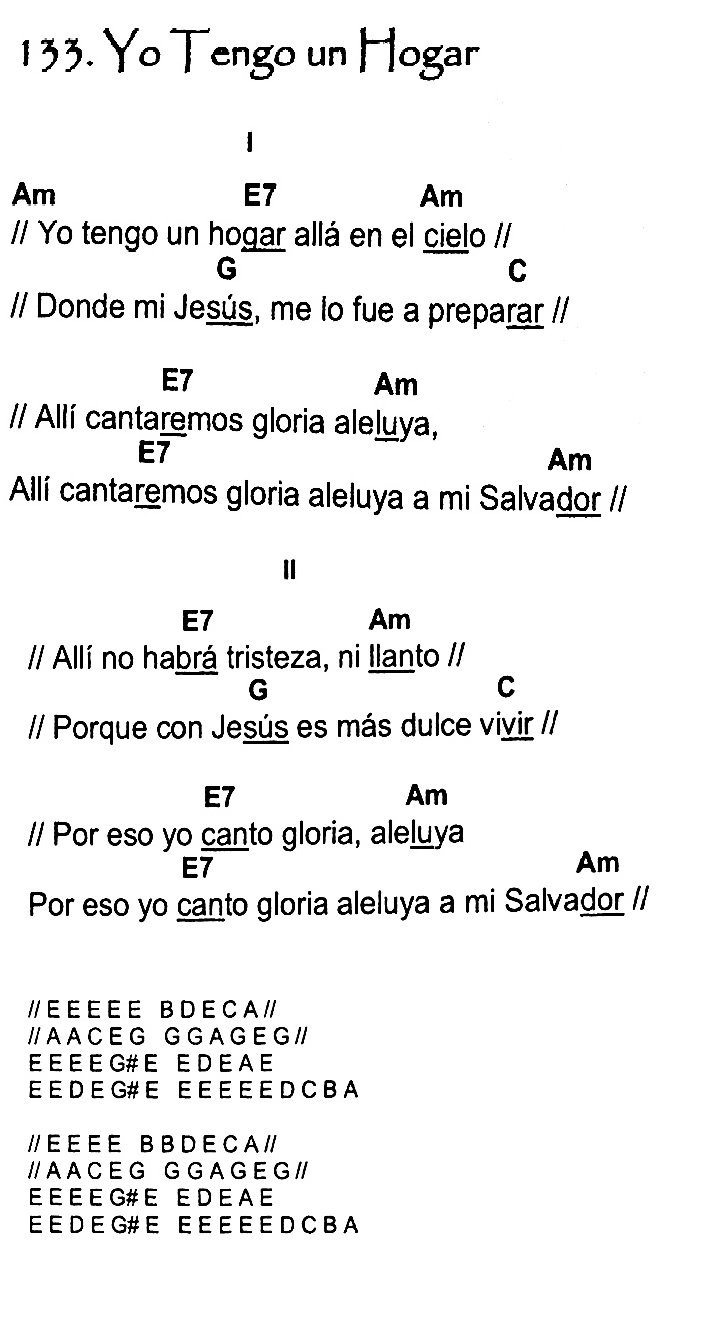 133. Yo Tengo un Hogar
I
Am E7 Am
// Yo tengo un hogar allá en el cielo //
G C
// Donde mi Jesús, me lo fue a preparar //
E7 Am
// Allí cantaremos gloria aleluya,
E7 Am
Allí cantaremos gloria aleluya a mi Salvador //
II
E7 Am
// Allí no habrá tristeza, ni llanto //
G C
// Porque con Jesús es más dulce vivir //
E7 Am
// Por eso yo canto gloria, aleluya
E7 Am
Por eso yo canto gloria aleluya a mi Salvador //
//E E E E E B D E C A//
//A A C E G G G A G E G//
E E E E G# E E D E A E
E E D E G# E E E E E E D C B A
//E E E E B B D E C A//
//A A C E G G G A G E G//
E E E E G# E E D E A E
E E D E G# E E E E E E D C B A